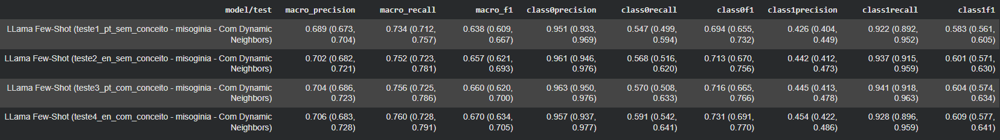 model/test macro_precision macro_recall macro_f1 class0precision class0recall class0f1 class1precision class1recall class1f1
LLama Few-Shot (teste1_pt_sem_conceito - misoginia - Com Dynamic 0.689 (0.673, 0.734 (0.712, 0.638 (0.609, 0.951 (0.933, 0.547 (0.499, 0.694 (0.655, 0.426 (0.404, 0.922 (0.892, 0.583 (0.561,
Neighbors) 0.704) 0.757) 0.667) 0.969) 0.594) 0.732) 0.449) 0.952) 0.605)
LLama Few-Shot (teste2_en_sem_conceito - misoginia - Com Dynamic 0.702 (0.682, 0.752 (0.723, 0.657 (0.621, 0.961 (0.946, 0.568 (0.516, 0.713 (0.670, 0.442 (0.412, 0.937 (0.915, 0.601 (0.571,
Neighbors) 0.721) 0.781) 0.693) 0.976) 0.620) 0.756) 0.473) 0.959) 0.630)
LLama Few-Shot (teste3_pt_com_conceito - misoginia - Com Dynamic 0.704 (0.686, 0.756 (0.725, 0.660 (0.620, 0.963 (0.950, 0.570 (0.508, 0.716 (0.665, 0.445 (0.413, 0.941 (0.918, 0.604 (0.574,
Neighbors) 0.723) 0.786) 0.700) 0.976) 0.633) 0.766) 0.478) 0.963) 0.634)
LLama Few-Shot (teste4_en_com_conceito - misoginia - Com Dynamic 0.706 (0.683, 0.760 (0.728, 0.670 (0.634, 0.957 (0.937, 0.591 (0.542, 0.731 (0.691, 0.454 (0.422, 0.928 (0.896, 0.609 (0.577,
Neighbors) 0.728) 0.791) 0.705) 0.977) 0.641) 0.770) 0.486) 0.959) 0.641)